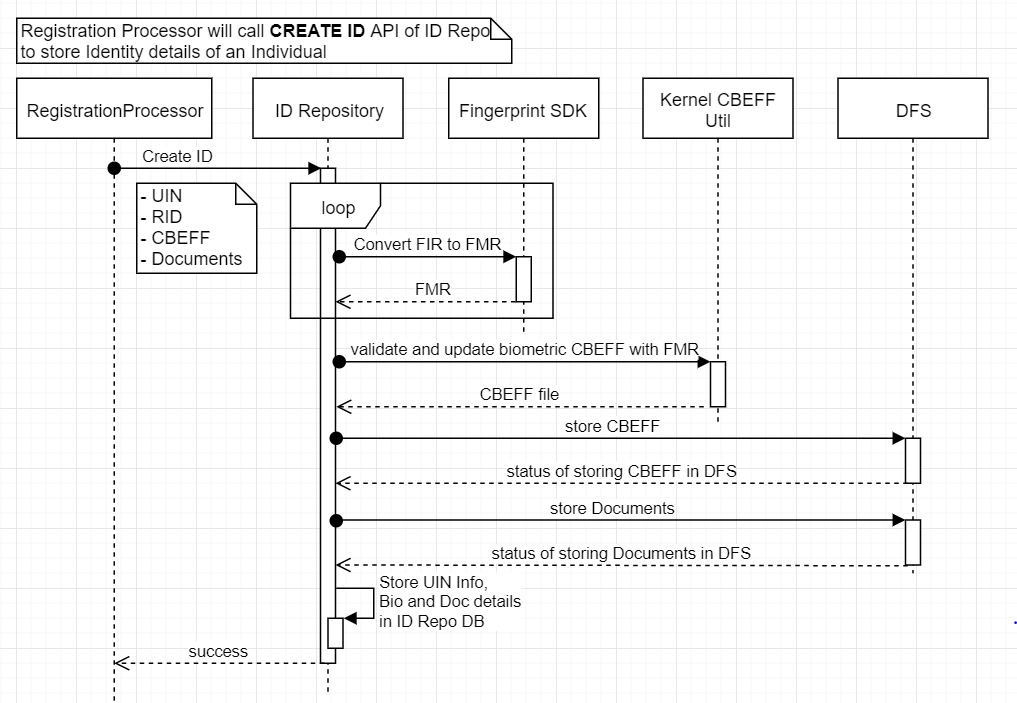 Registration Processor will call CREATE ID API of ID Repo
to store Identity details of an Individual
RegistrationProcessor
ID Repository
Fingerprint SDK
Kernel CBEFF
Util
DFS
Create ID
- UIN
- RID
- CBEFF
- Documents
loop
Convert FIR to FMR
FMR
validate and update biometric CBEFF with FMR
CBEFF file
store CBEFF
status of storing CBEFF in DFS
store Documents
status of storing Documents in DFS
Store UIN Info,
Bio and Doc details
in ID Repo DB
success